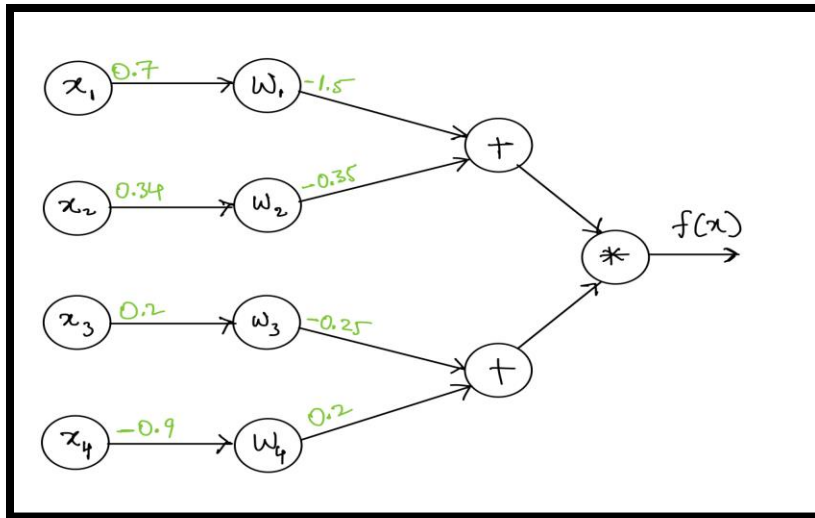 x₁ 0.7 W₁ -1.5
+
x₂ 0.34 W₂ -0.35
* f(x)
x₃ 0.2 W₃ -0.25
+
x₄ -0.9 W₄ 0.2